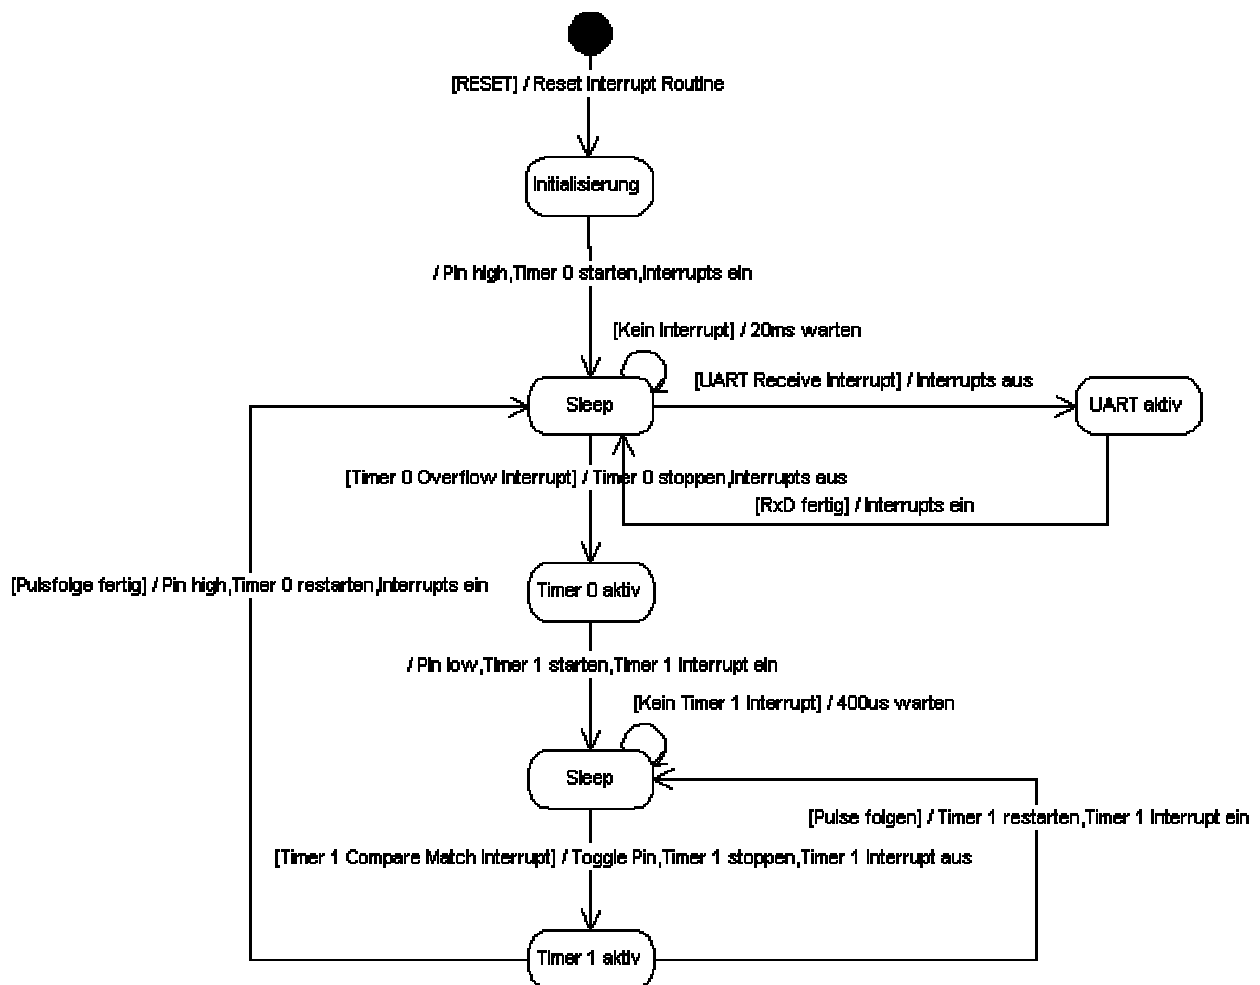 [RESET] / Reset Interrupt Routine
Initialisierung
/ Pin high,Timer 0 starten,Interrupts ein
[Kein Interrupt] / 20ms warten
[UART Receive Interrupt] / Interrupts aus
Sleep
UART aktiv
[Timer 0 Overflow Interrupt] / Timer 0 stoppen,Interrupts aus
[RxD fertig] / Interrupts ein
[Pulsfolge fertig] / Pin high,Timer 0 restarten,Interrupts ein
Timer 0 aktiv
/ Pin low,Timer 1 starten,Timer 1 Interrupt ein
[Kein Timer 1 Interrupt] / 400us warten
Sleep
[Pulse folgen] / Timer 1 restarten,Timer 1 Interrupt ein
[Timer 1 Compare Match Interrupt] / Toggle Pin,Timer 1 stoppen,Timer 1 Interrupt aus
Timer 1 aktiv